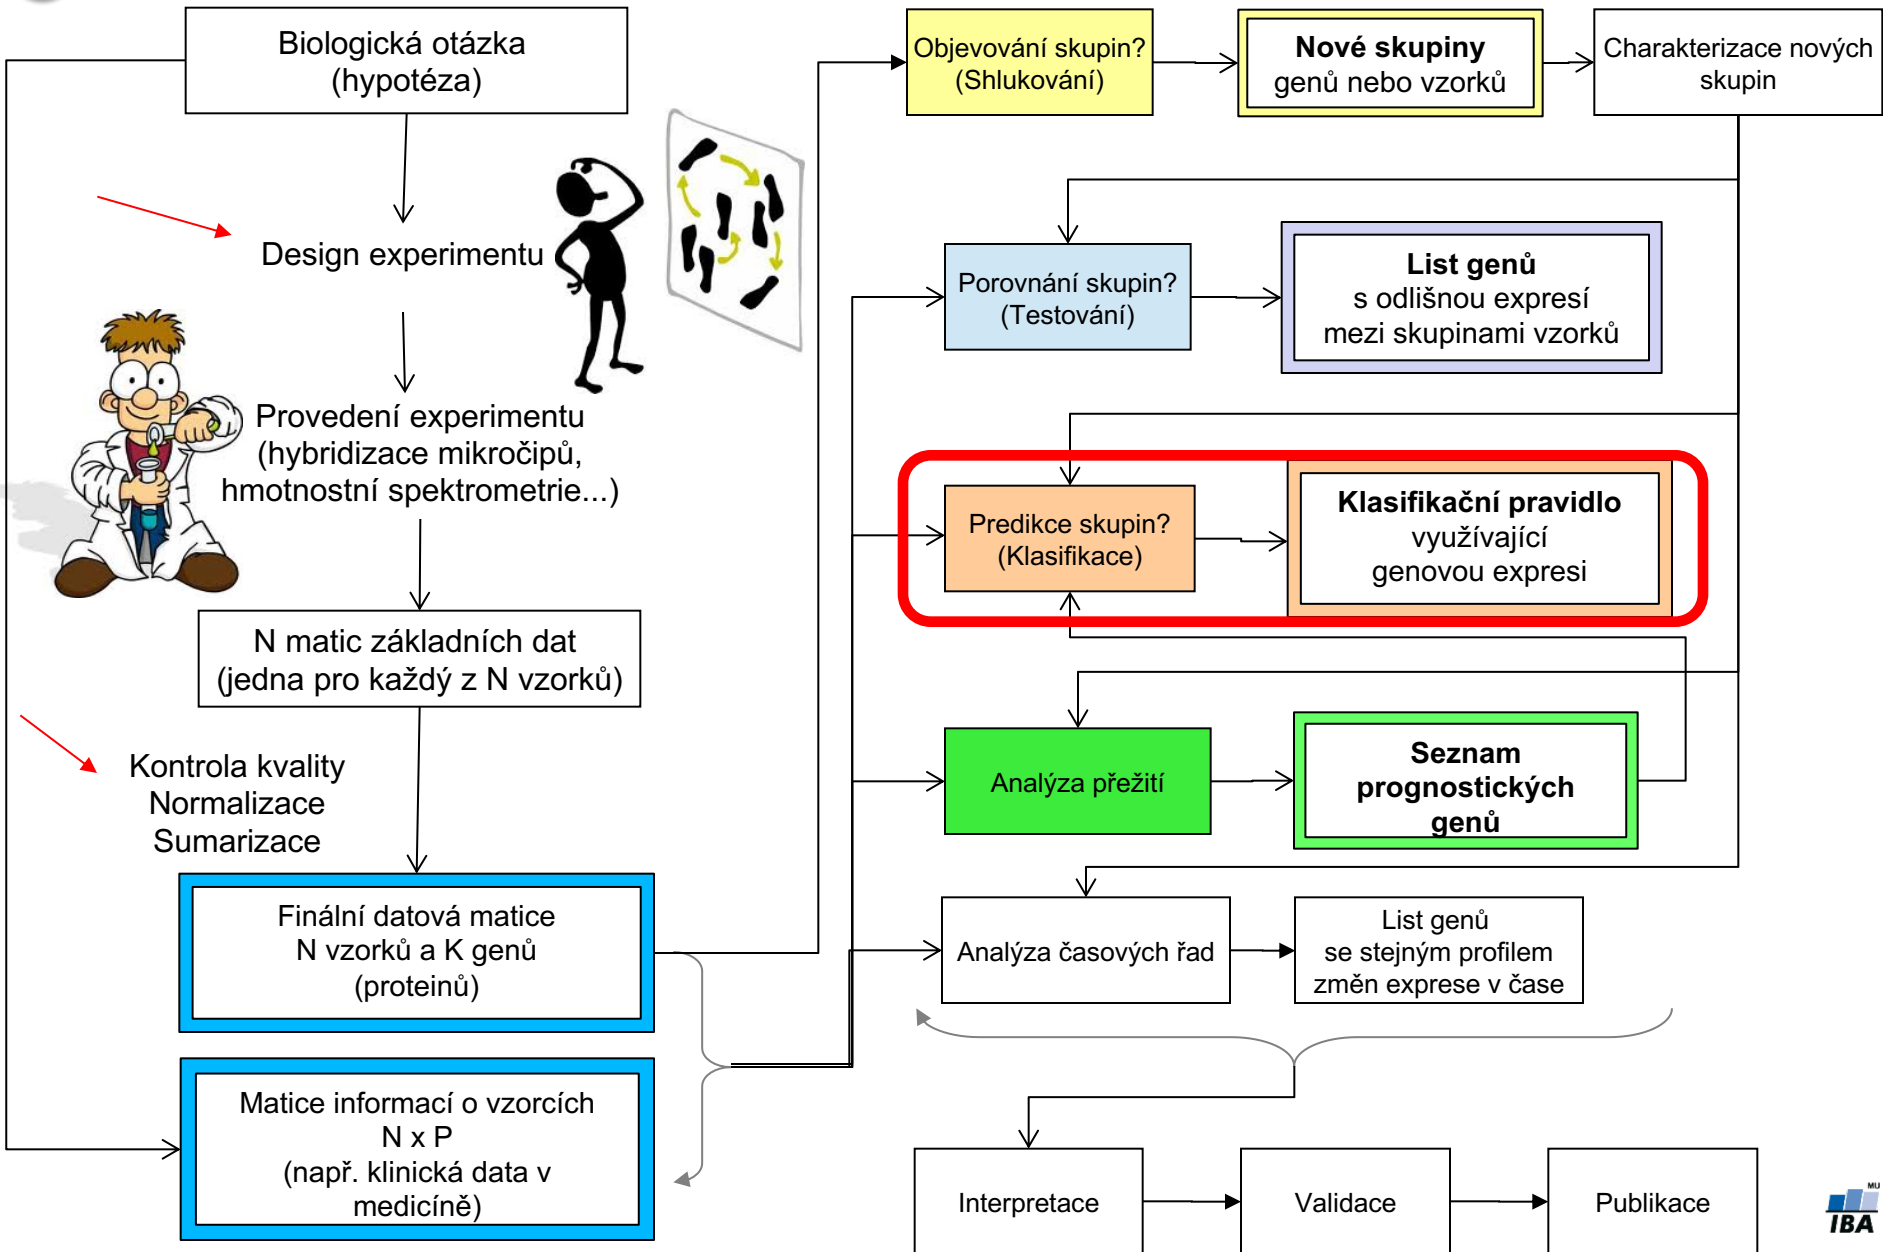 Biologická otázka
(hypotéza)
Design experimentu
Provedení experimentu
(hybridizace mikročipů,
hmotnostní spektrometrie...)
N matic základních dat
(jedna pro každý z N vzorků)
Kontrola kvality
Normalizace
Sumarizace
Finální datová matice
N vzorků a K genů
(proteinů)
Matice informací o vzorcích
N x P
(např. klinická data v
medicíně)
Objevování skupin?
(Shlukování)
Nové skupiny
genů nebo vzorků
Charakterizace nových
skupin
Porovnání skupin?
(Testování)
List genů
s odlišnou expresí
mezi skupinami vzorků
Predikce skupin?
(Klasifikace)
Klasifikační pravidlo
využívající
genovou expresi
Analýza přežití
Seznam
prognostických
genů
Analýza časových řad
List genů
se stejným profilem
změn exprese v čase
Interpretace
Validace
Publikace
MU
IBA